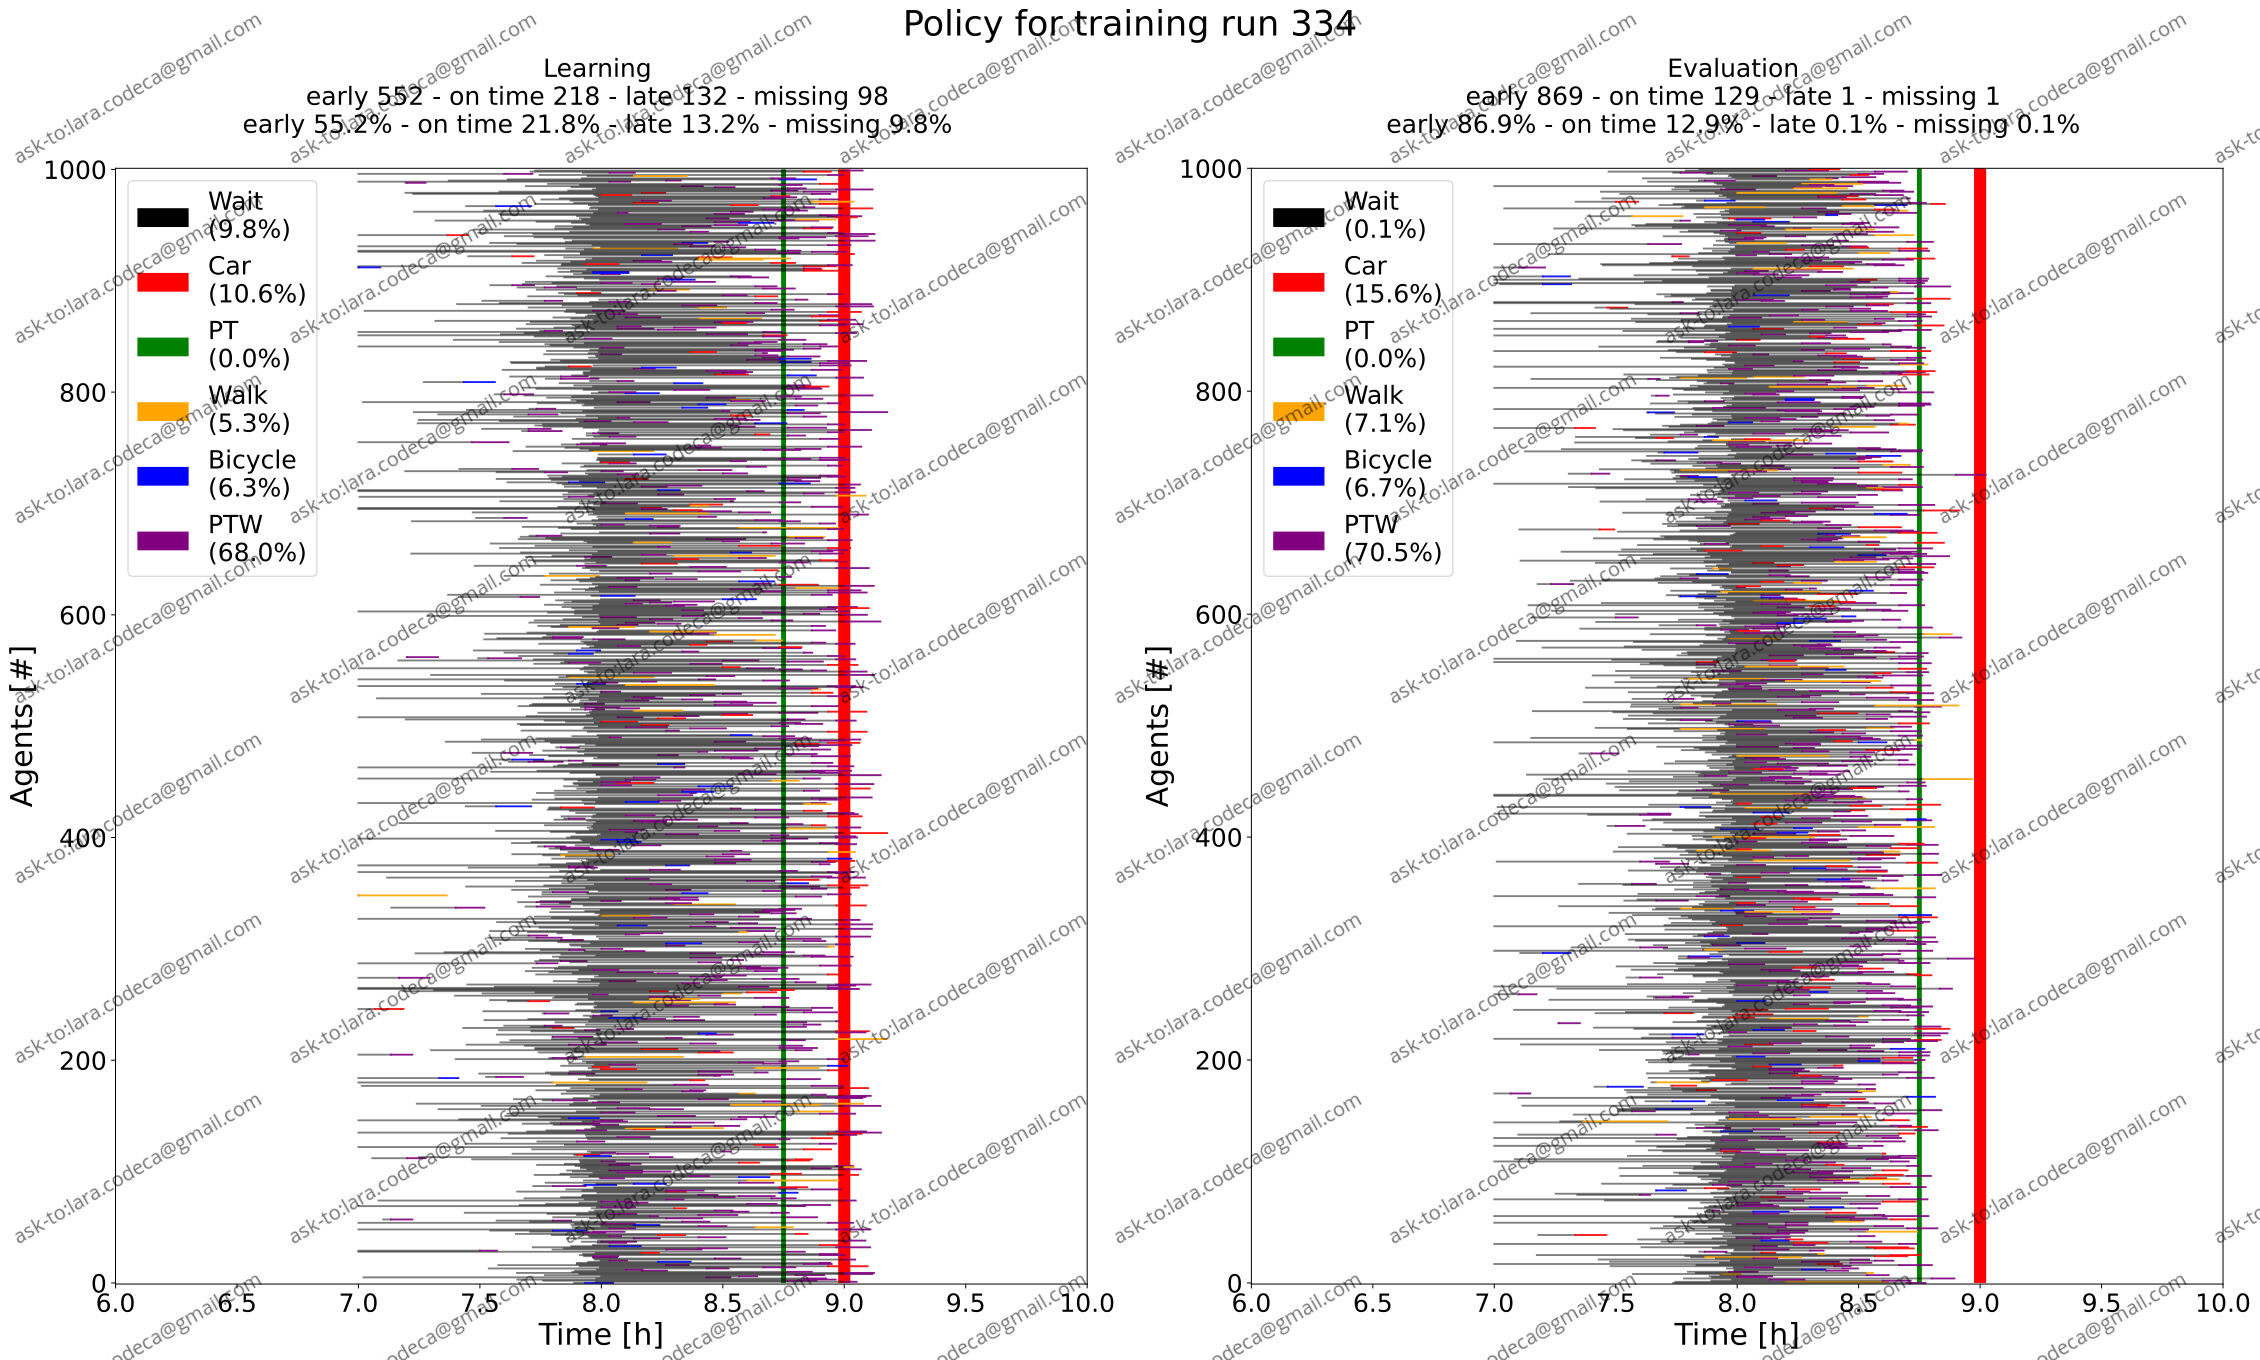 Policy for training run 334
Learning
early 552 - on time 218 - late 132 - missing 98
early 55.2% - on time 21.8% - late 13.2% - missing 9.8%
Evaluation
early 869 - on time 129 - late 1 - missing 1
early 86.9% - on time 12.9% - late 0.1% - missing 0.1%
Wait
(9.8%)
Car
(10.6%)
PT
(0.0%)
Walk
(5.3%)
Bicycle
(6.3%)
PTW
(68.0%)
Agents [#]
1000
800
600
400
200
0
6.0 6.5 7.0 7.5 8.0 8.5 9.0 9.5 10.0
Time [h]
Wait
(0.1%)
Car
(15.6%)
PT
(0.0%)
Walk
(7.1%)
Bicycle
(6.7%)
PTW
(70.5%)
Agents [#]
1000
800
600
400
200
0
6.0 6.5 7.0 7.5 8.0 8.5 9.0 9.5 10.0
Time [h]
ask-to:lara.codeca@gmail.com